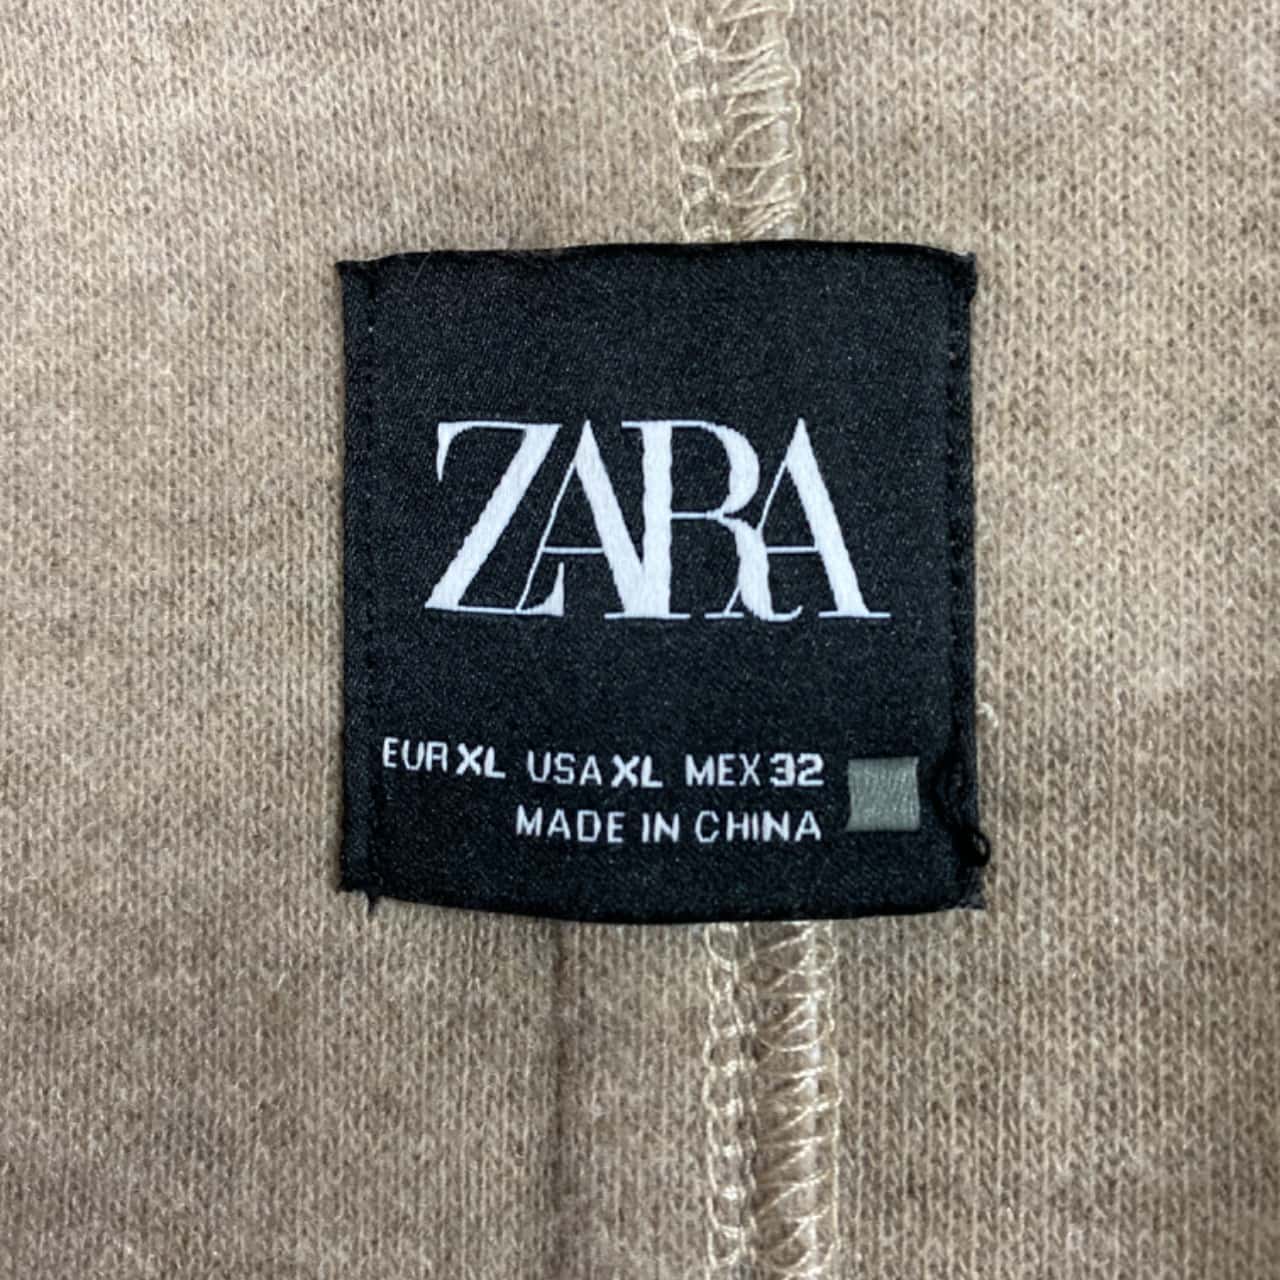 ZARA
EUR XL USA XL MEX 32
MADE IN CHINA